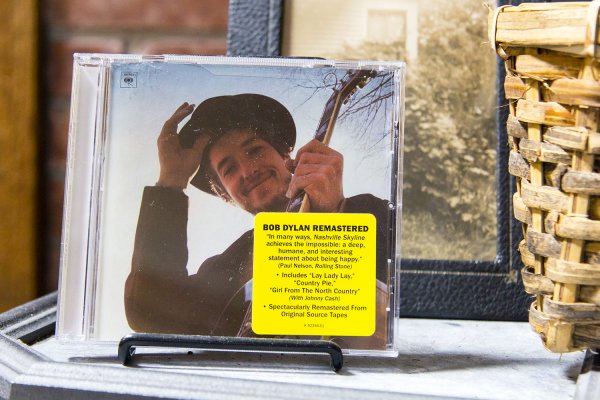 BOB DYLAN REMASTERED
"In many ways, Nashville Skyline
achieves the impossible: a deep,
humane, and interesting
statement about being happy."
(Paul Nelson, Rolling Stone)
• Includes "Lay Lady Lay,"
"Country Pie,"
"Girl From The North Country"
(With Johnny Cash)
• Spectacularly Remastered From
Original Source Tapes